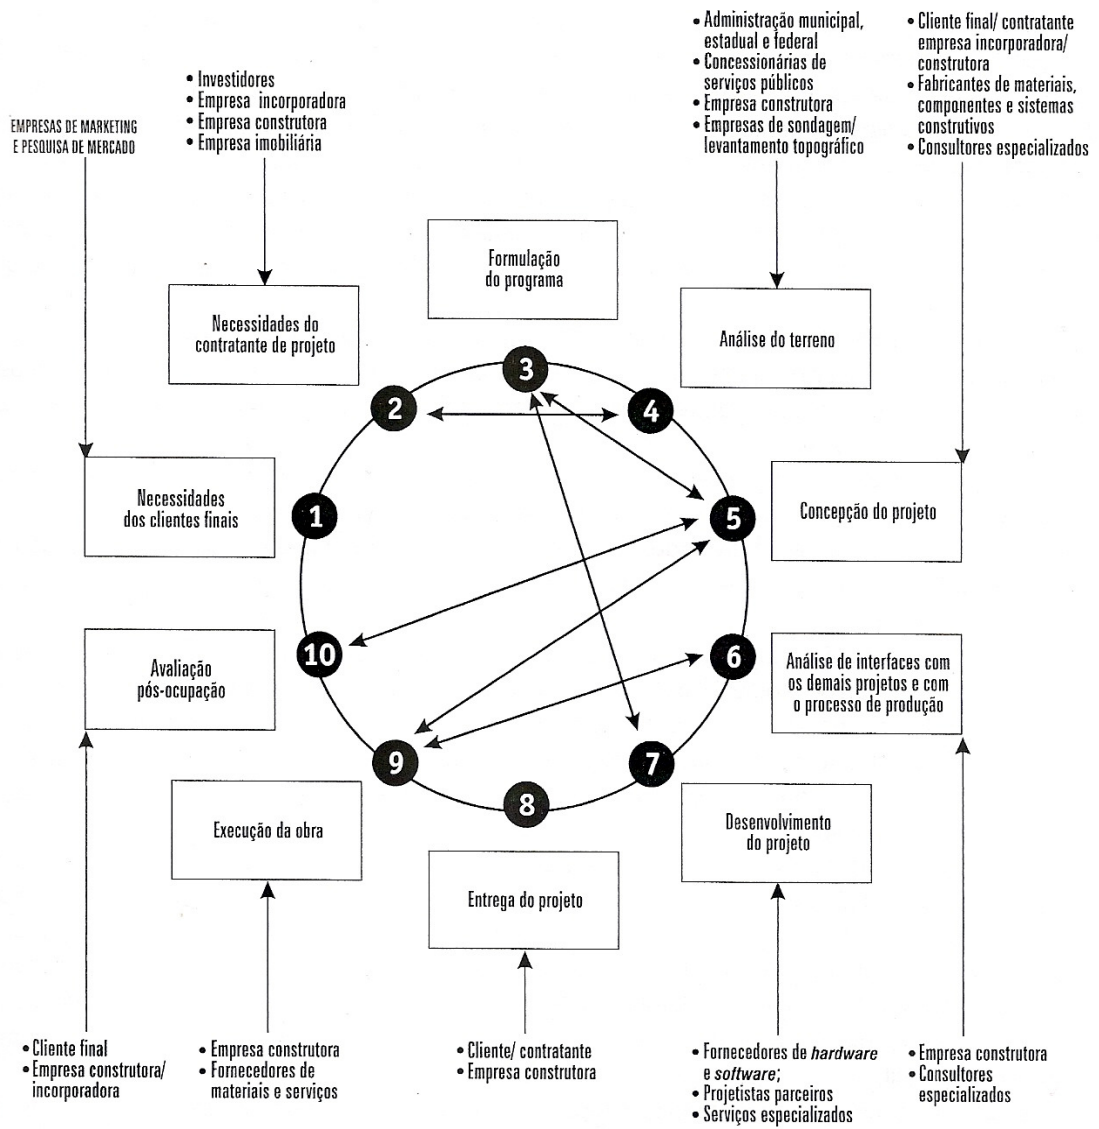 • Administração municipal,
estadual e federal
• Concessionárias de
serviços públicos
• Empresa construtora
• Empresas de sondagem/
levantamento topográfico
• Cliente final/ contratante
empresa incorporadora/
construtora
• Fabricantes de materiais,
componentes e sistemas
construtivos
• Consultores especializados
• Investidores
• Empresa incorporadora
• Empresa construtora
• Empresa imobiliária
EMPRESAS DE MARKETING
E PESQUISA DE MERCADO
Formulação
do programa
Necessidades do
contratante de projeto
Análise do terreno
3
2
4
Necessidades
dos clientes finais
1
5
Concepção do projeto
Avaliação
pós-ocupação
10
6
Análise de interfaces com
os demais projetos e com
o processo de produção
9
7
8
Execução da obra
Desenvolvimento
do projeto
Entrega do projeto
• Cliente final
• Empresa construtora/
incorporadora
• Empresa construtora
• Fornecedores de
materiais e serviços
• Cliente/ contratante
• Empresa construtora
• Fornecedores de hardware
e software;
• Projetistas parceiros
• Serviços especializados
• Empresa construtora
• Consultores
especializados